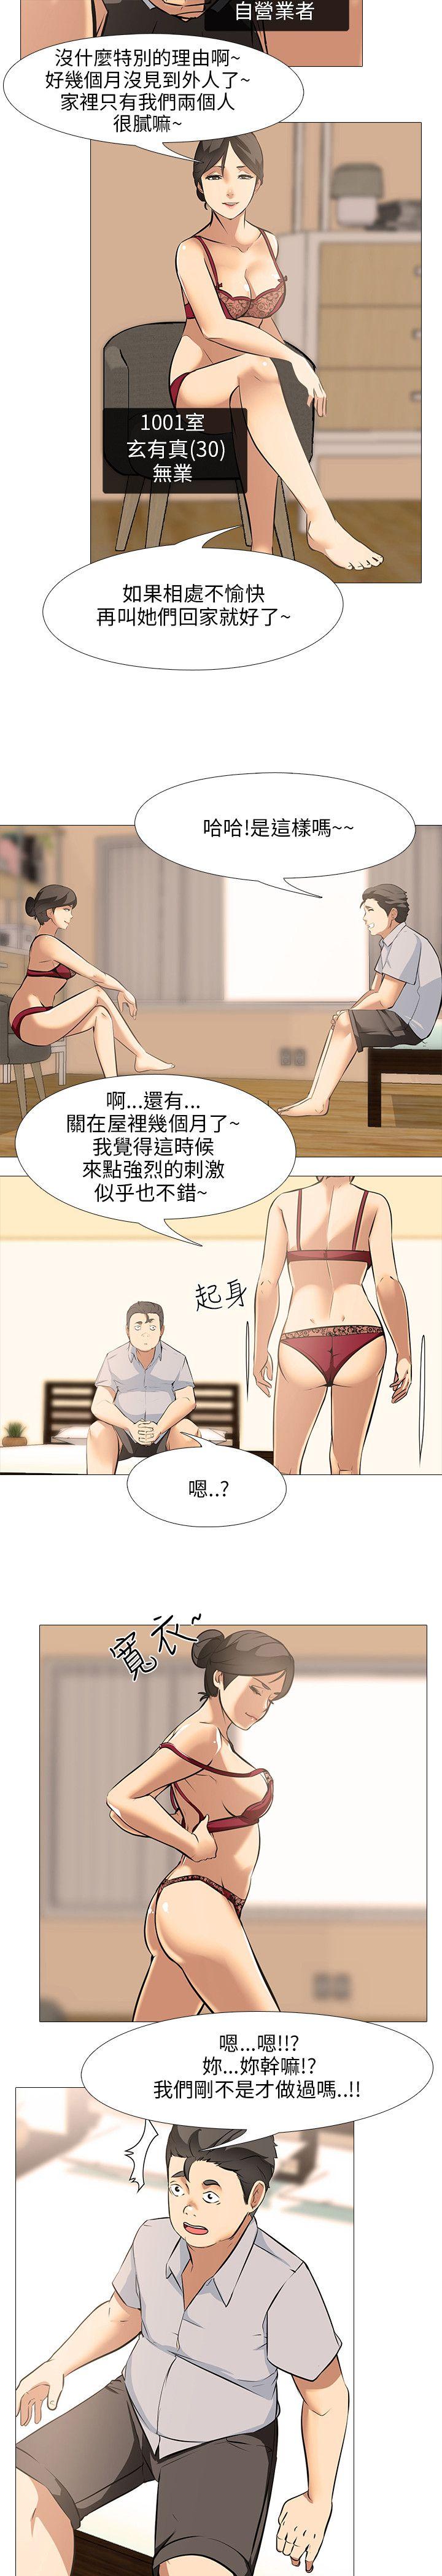 自營業者
沒什麼特別的理由啊~
好幾個月沒見到外人了~
家裡只有我們兩個人
很膩嘛~
1001室
玄有真(30)
無業
如果相處不愉快
再叫她們回家就好了~
哈哈!是這樣嗎~~
啊...還有...
關在屋裡幾個月了~
我覺得這時候
來點強烈的刺激
似乎也不錯~
起身
嗯..?
寬衣~
嗯...嗯!!?
妳...妳幹嘛!?
我們剛不是才做過嗎..!!